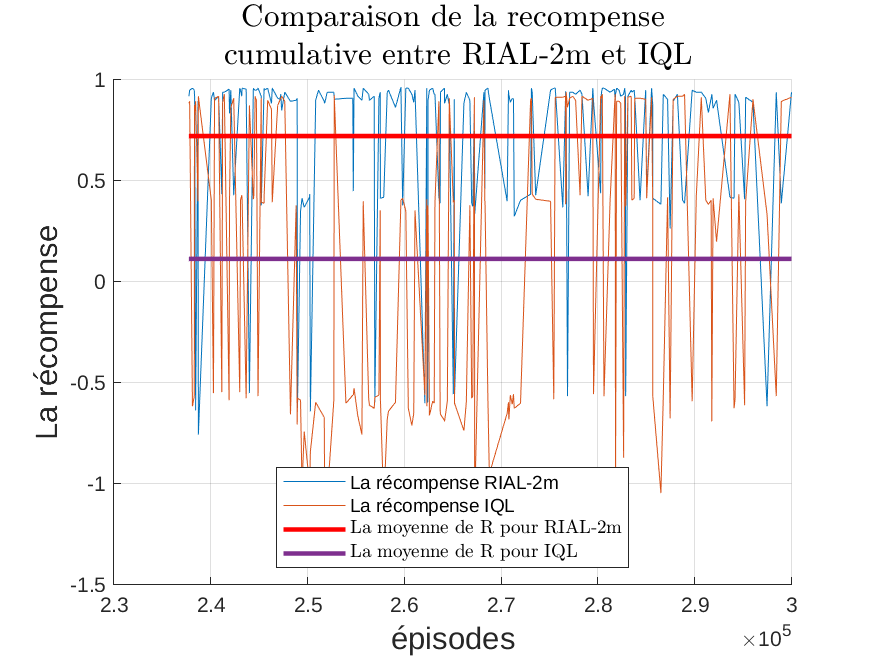 Comparaison de la recompense
cumulative entre RIAL-2m et IQL
1
0.5
0
-0.5
-1
-1.5
La récompense
La récompense RIAL-2m
La récompense IQL
La moyenne de R pour RIAL-2m
La moyenne de R pour IQL
2.3 2.4 2.5 2.6 2.7 2.8 2.9 3
épisodes
×10⁵